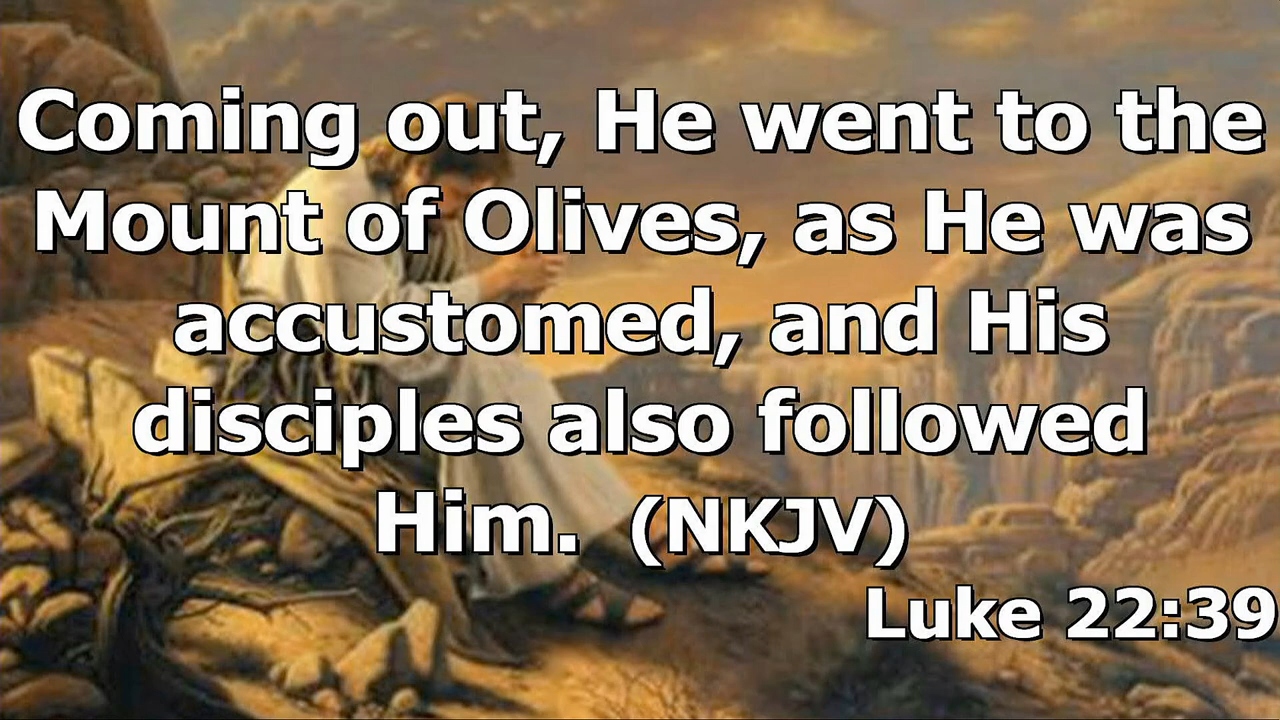 Coming out, He went to the
Mount of Olives, as He was
accustomed, and His
disciples also followed
Him. (NKJV)
Luke 22:39